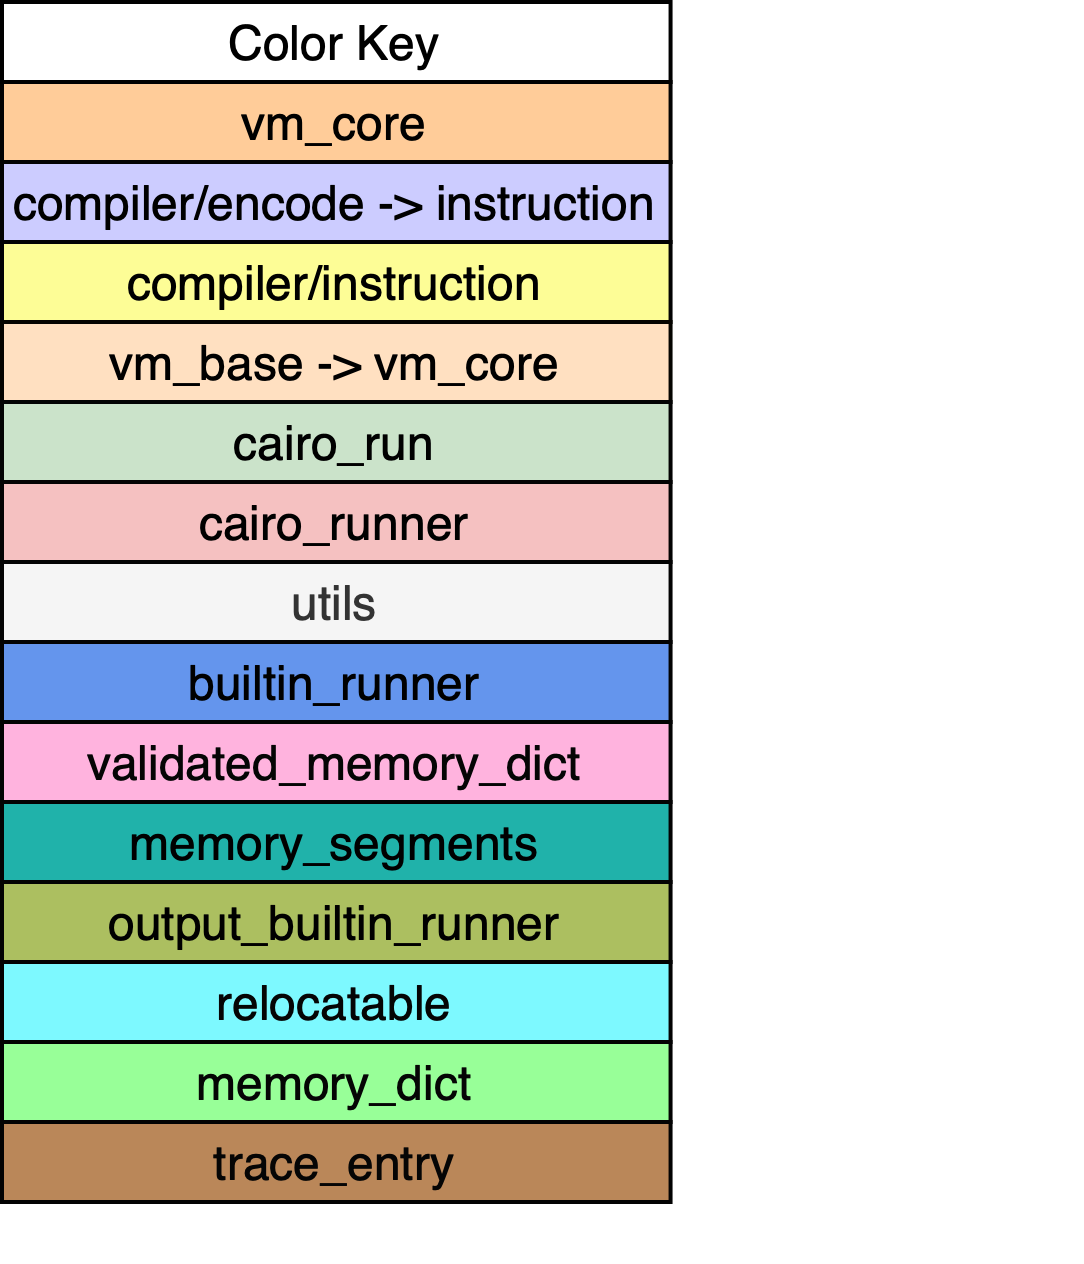 Color Key
vm_core
compiler/encode -> instruction
compiler/instruction
vm_base -> vm_core
cairo_run
cairo_runner
utils
builtin_runner
validated_memory_dict
memory_segments
output_builtin_runner
relocatable
memory_dict
trace_entry